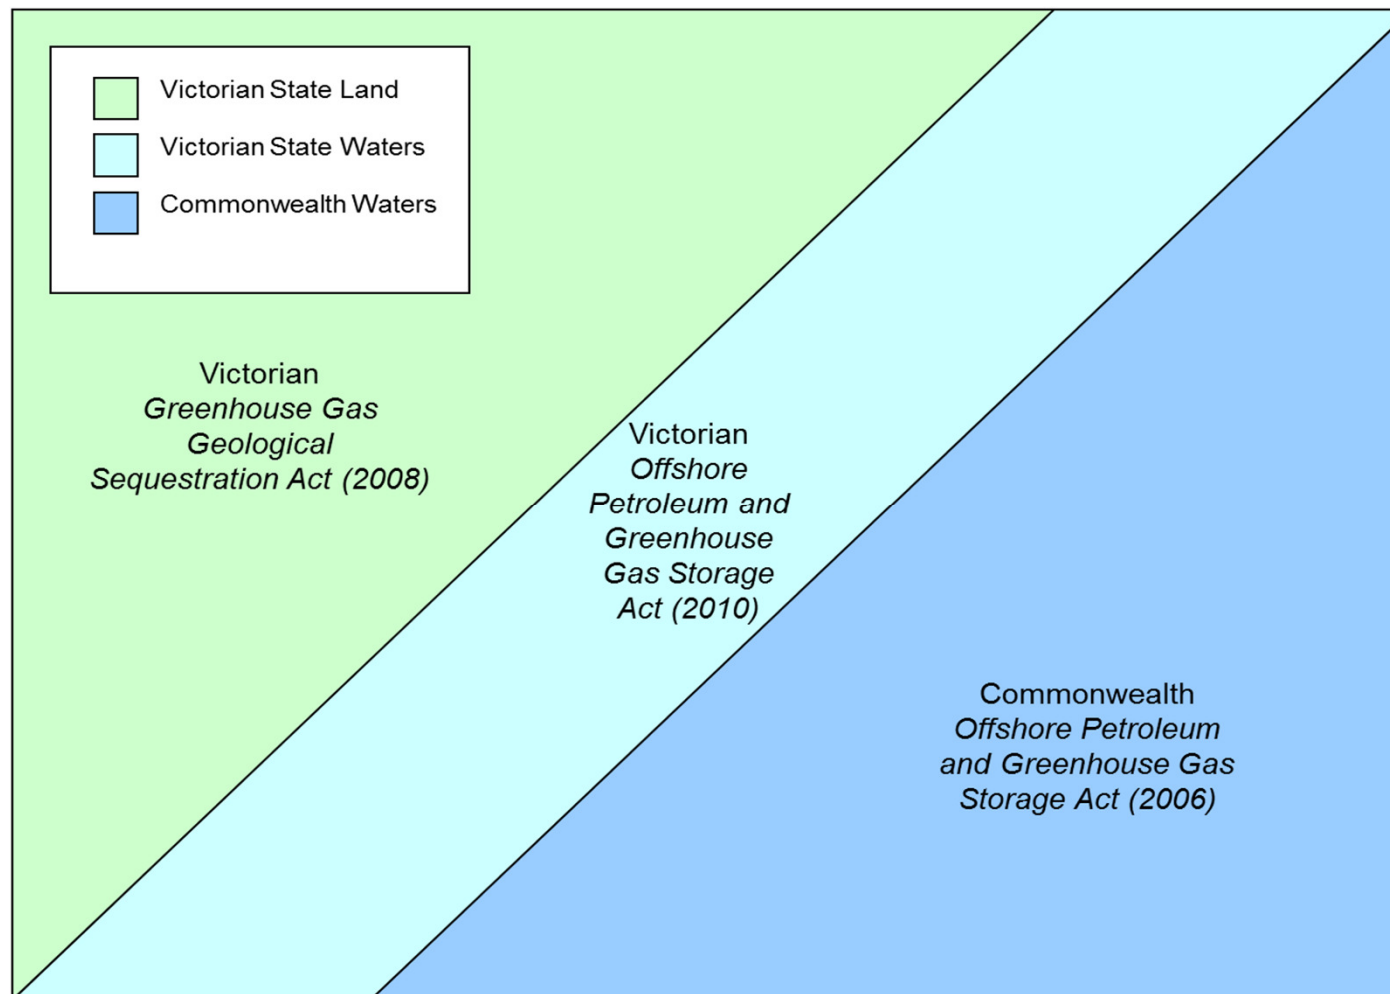 Victorian State Land
Victorian State Waters
Commonwealth Waters
Victorian
Greenhouse Gas
Geological
Sequestration Act (2008)
Victorian
Offshore
Petroleum and
Greenhouse
Gas Storage
Act (2010)
Commonwealth
Offshore Petroleum
and Greenhouse Gas
Storage Act (2006)